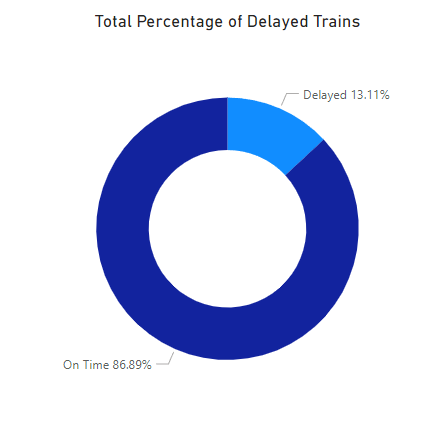 Total Percentage of Delayed Trains
Delayed 13.11%
On Time 86.89%